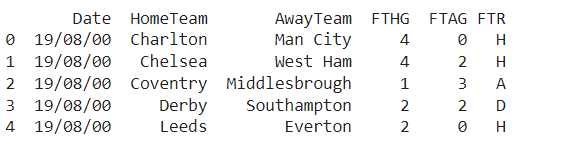 Date HomeTeam AwayTeam FTHG FTAG FTR
0 19/08/00 Charlton Man City 4 0 H
1 19/08/00 Chelsea West Ham 4 2 H
2 19/08/00 Coventry Middlesbrough 1 3 A
3 19/08/00 Derby Southampton 2 2 D
4 19/08/00 Leeds Everton 2 0 H